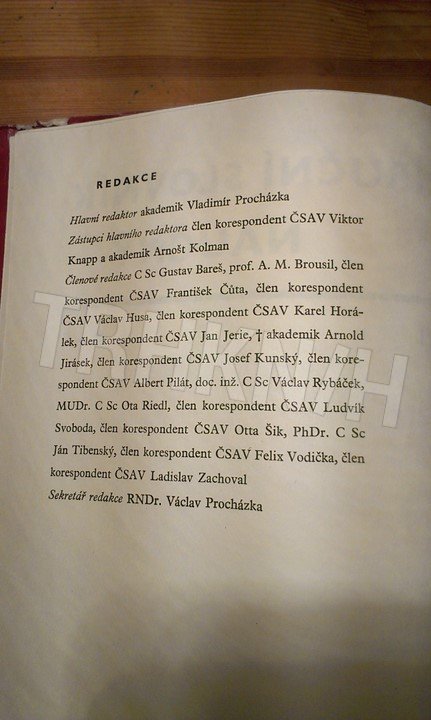 REDAKCE
Hlavní redaktor akademik Vladimír Procházka
Zástupci hlavního redaktora člen korespondent ČSAV Viktor
Knapp a akademik Arnošt Kolman
Členové redakce C Sc Gustav Bareš, prof. A. M. Brousil, člen
korespondent ČSAV František Čůta, člen korespondent
ČSAV Václav Husa, člen korespondent ČSAV Karel Horá-
lek, člen korespondent ČSAV Jan Jerie, † akademik Arnold
Jirásek, člen korespondent ČSAV Josef Kunský, člen kore-
spondent ČSAV Albert Pilát, doc. inž. C Sc Václav Rybáček,
MUDr. C Sc Ota Riedl, člen korespondent ČSAV Ludvík
Svoboda, člen korespondent ČSAV Otta Šik, PhDr. C Sc
Ján Tibenský, člen korespondent ČSAV Felix Vodička, člen
korespondent ČSAV Ladislav Zachoval
Sekretář redakce RNDr. Václav Procházka